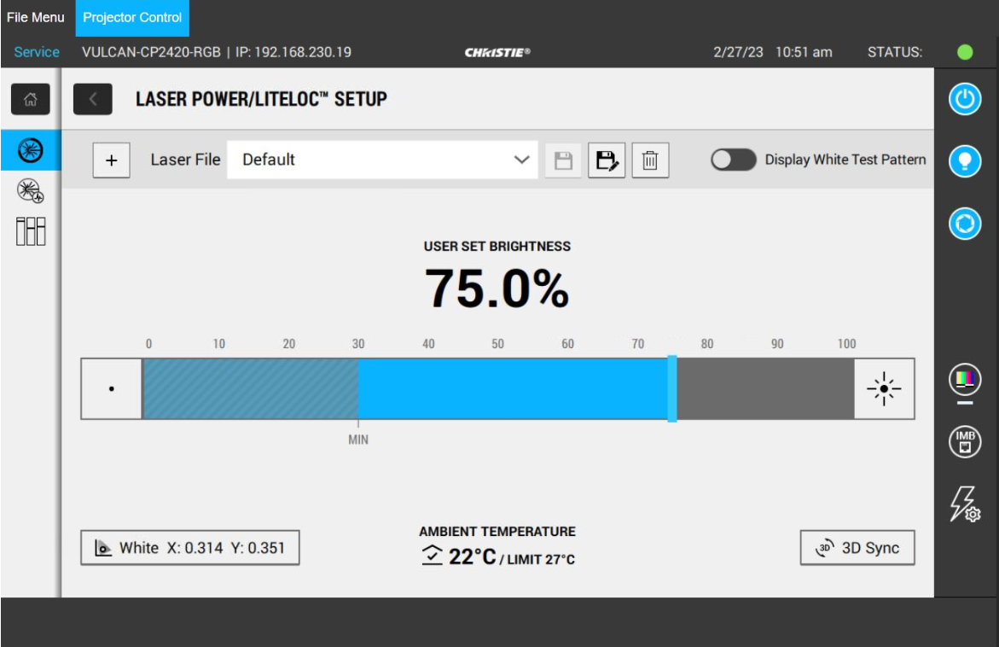 File Menu Projector Control
Service VULCAN-CP2420-RGB | IP: 192.168.230.19 CHRISTIE® 2/27/23 10:51 am STATUS:
LASER POWER/LITELOC™ SETUP
+ Laser File Default Display White Test Pattern
USER SET BRIGHTNESS
75.0%
0 10 20 30 40 50 60 70 80 90 100
MIN
IMB
AMBIENT TEMPERATURE
White X: 0.314 Y: 0.351 22°C / LIMIT 27°C 3D 3D Sync